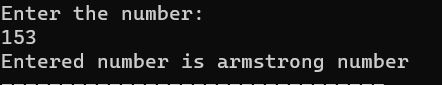 Enter the number:
153
Entered number is armstrong number
--------------------------------